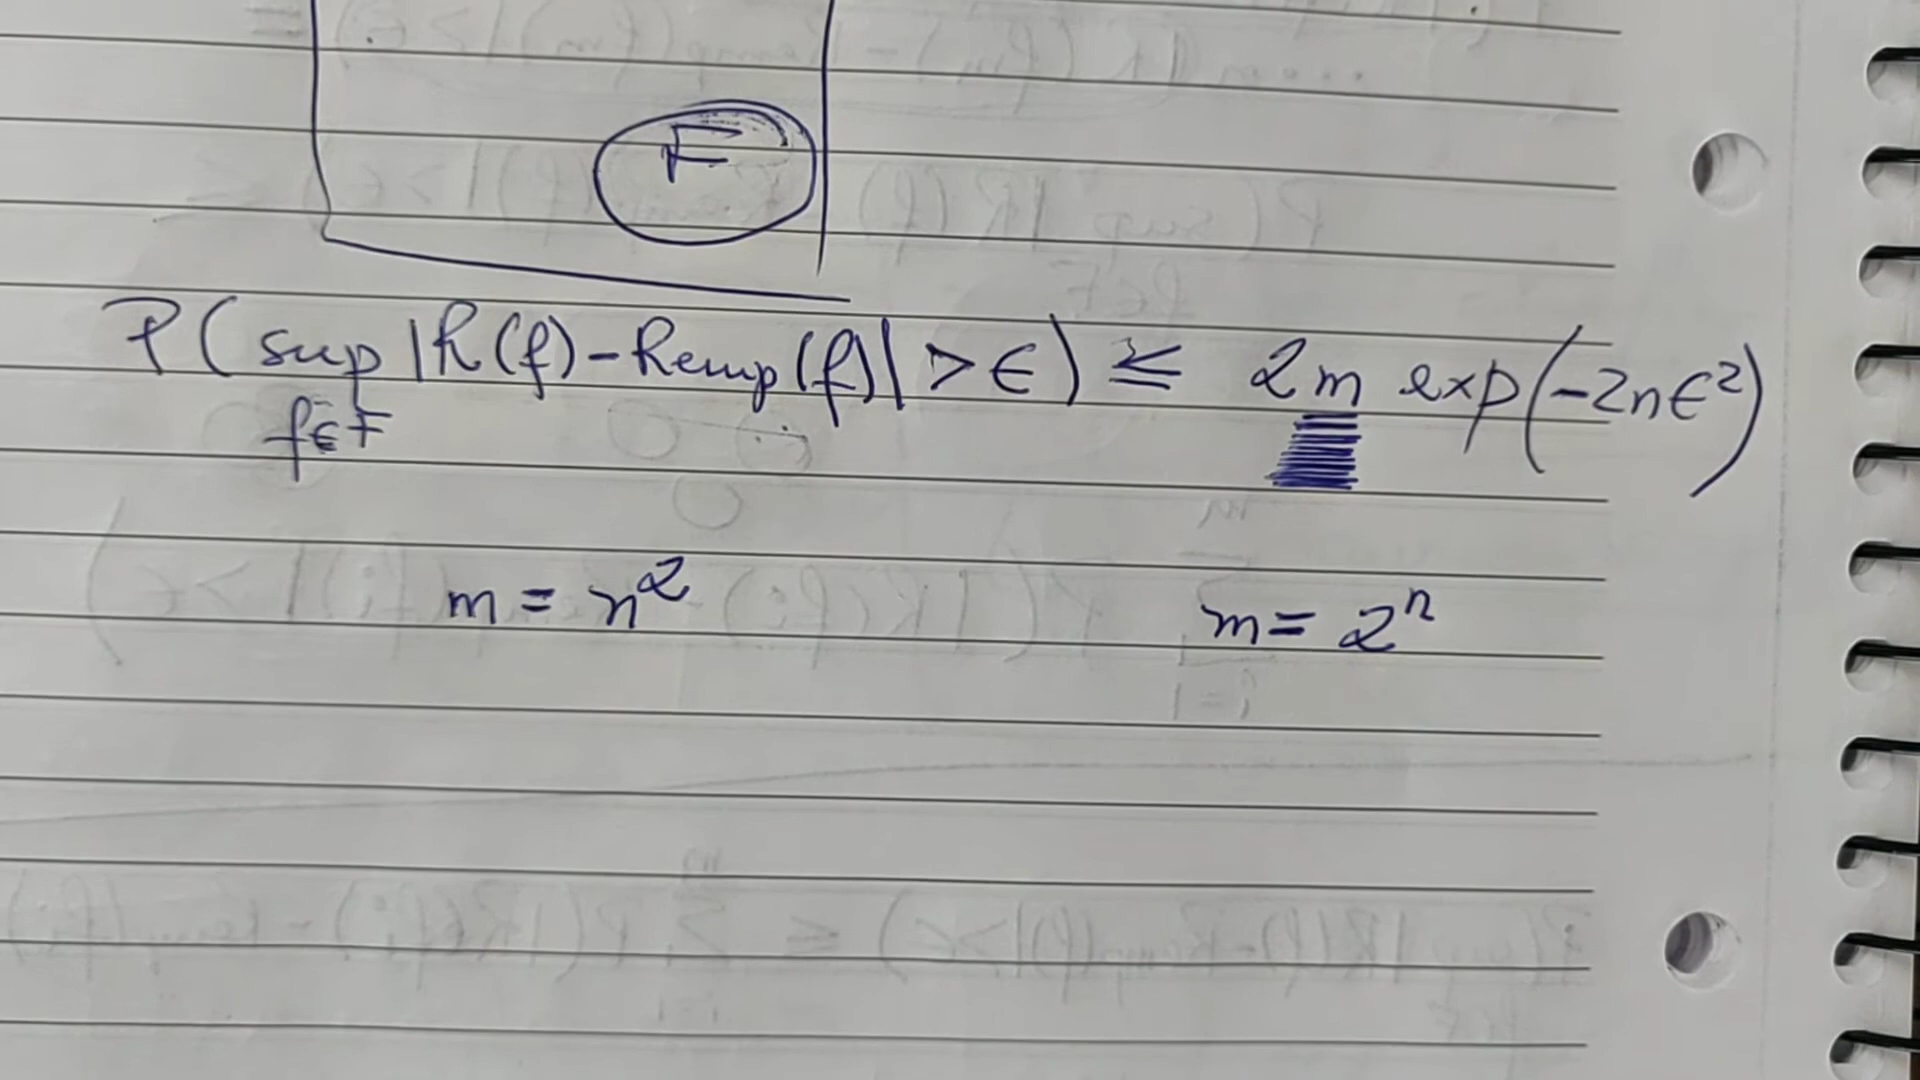 F
P( sup |R(f)-Remp(f)| > ϵ ) ≤ 2m exp(-2nϵ²)
f∈F
m = n² m = 2ⁿ